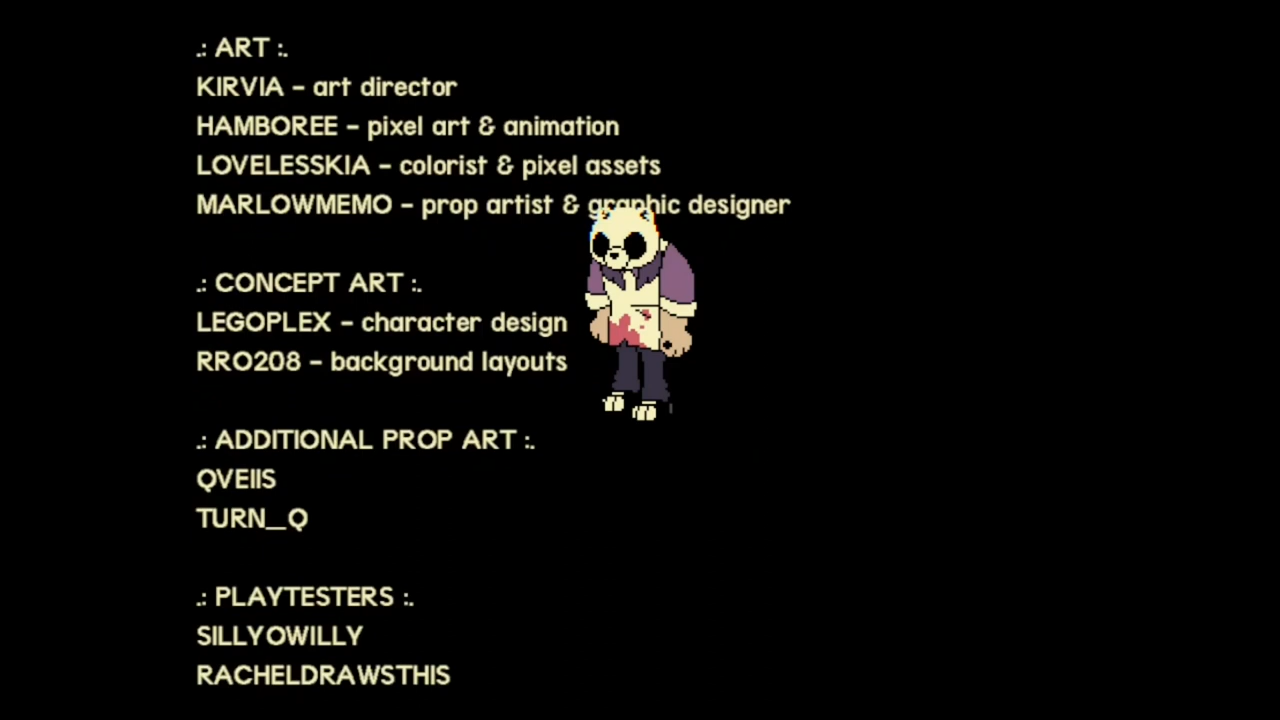 .: ART :.
KIRVIA - art director
HAMBOREE - pixel art & animation
LOVELESSKIA - colorist & pixel assets
MARLOWMEMO - prop artist & graphic designer
.: CONCEPT ART :.
LEGOPLEX - character design
RRO208 - background layouts
.: ADDITIONAL PROP ART :.
QVEIIS
TURN_Q
.: PLAYTESTERS :.
SILLYOWILLY
RACHELDRAWSTHIS